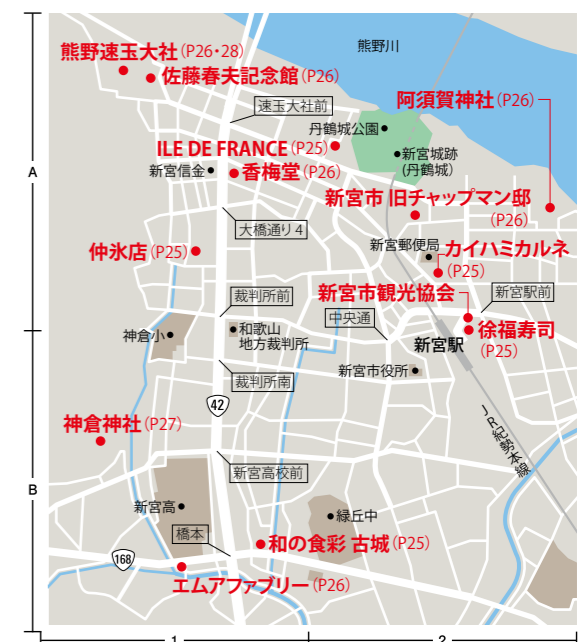 熊野川
熊野速玉大社(P26・28)
佐藤春夫記念館(P26)
阿須賀神社(P26)
速玉大社前
丹鶴城公園
ILE DE FRANCE(P25)
新宮城跡
(丹鶴城)
A
新宮信金
香梅堂(P26)
新宮市 旧チャップマン邸
(P26)
大橋通り4
仲氷店(P25)
新宮郵便局
カイハミカルネ
(P25)
新宮市観光協会
裁判所前
新宮駅前
中央通
神倉小
和歌山
地方裁判所
新宮駅
徐福寿司
(P25)
裁判所南
新宮市役所
42
JR紀勢本線
神倉神社(P27)
B
新宮高校前
新宮高
緑丘中
橋本
和の食彩 古城(P25)
168
エムアファブリー(P26)
1
2